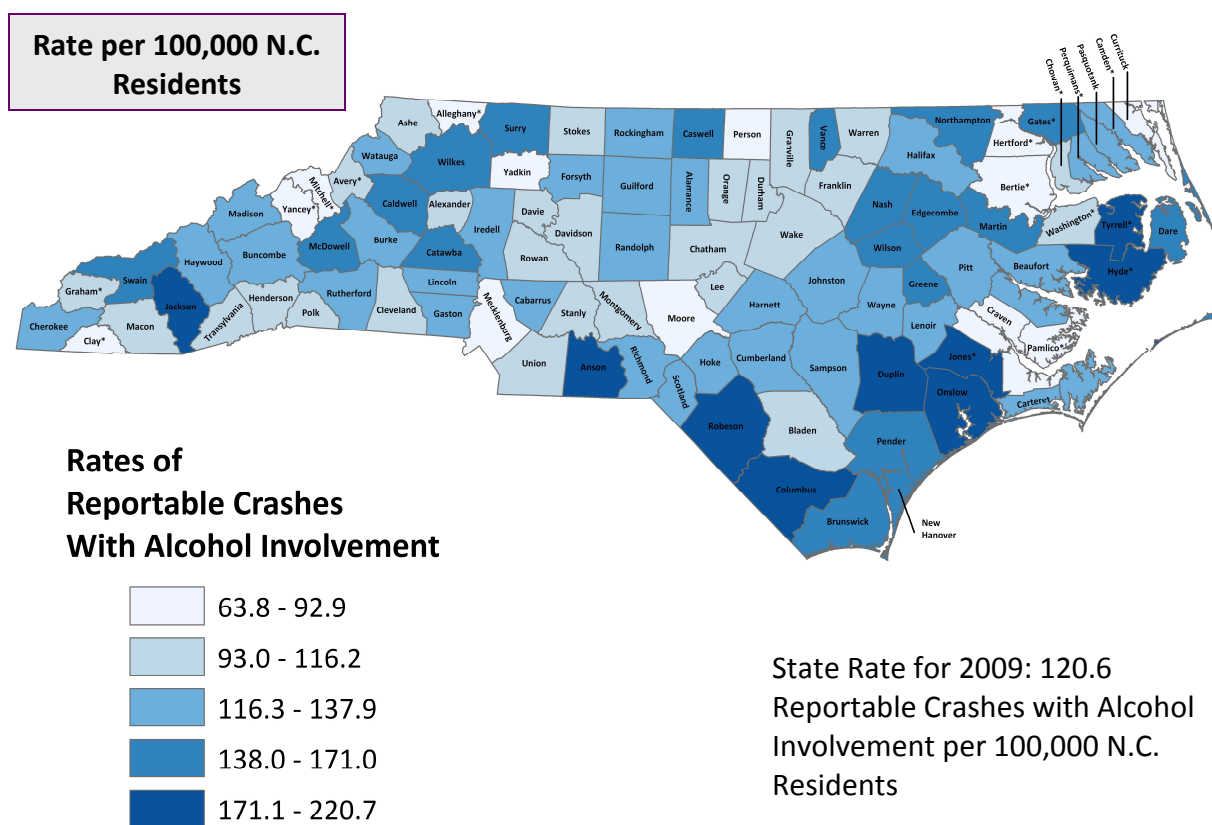 Rate per 100,000 N.C.
Residents
Currituck
Camden*
Pasquotank
Perquimans*
Chowan*
Ashe
Alleghany*
Surry
Stokes
Rockingham
Caswell
Person
Granville
Vance
Warren
Northampton
Gates*
Hertford*
Halifax
Bertie*
Watauga
Wilkes
Yadkin
Forsyth
Guilford
Alamance
Orange
Durham
Franklin
Mitchell*
Avery*
Yancey*
Caldwell
Alexander
Davie
Iredell
Davidson
Randolph
Chatham
Wake
Nash
Edgecombe
Martin
Washington*
Tyrrell*
Dare
Madison
Buncombe
McDowell
Burke
Catawba
Rowan
Wilson
Pitt
Beaufort
Hyde*
Haywood
Swain
Graham*
Jackson
Cherokee
Clay*
Macon
Transylvania
Henderson
Polk
Rutherford
Cleveland
Lincoln
Gaston
Mecklenburg
Cabarrus
Stanly
Montgomery
Moore
Lee
Harnett
Johnston
Wayne
Greene
Lenoir
Craven
Pamlico*
Jones*
Carteret
Union
Anson
Richmond
Scotland
Hoke
Cumberland
Sampson
Duplin
Onslow
Robeson
Bladen
Pender
Columbus
Brunswick
New
Hanover
Rates of
Reportable Crashes
With Alcohol Involvement
63.8 - 92.9
93.0 - 116.2
116.3 - 137.9
138.0 - 171.0
171.1 - 220.7
State Rate for 2009: 120.6
Reportable Crashes with Alcohol
Involvement per 100,000 N.C.
Residents